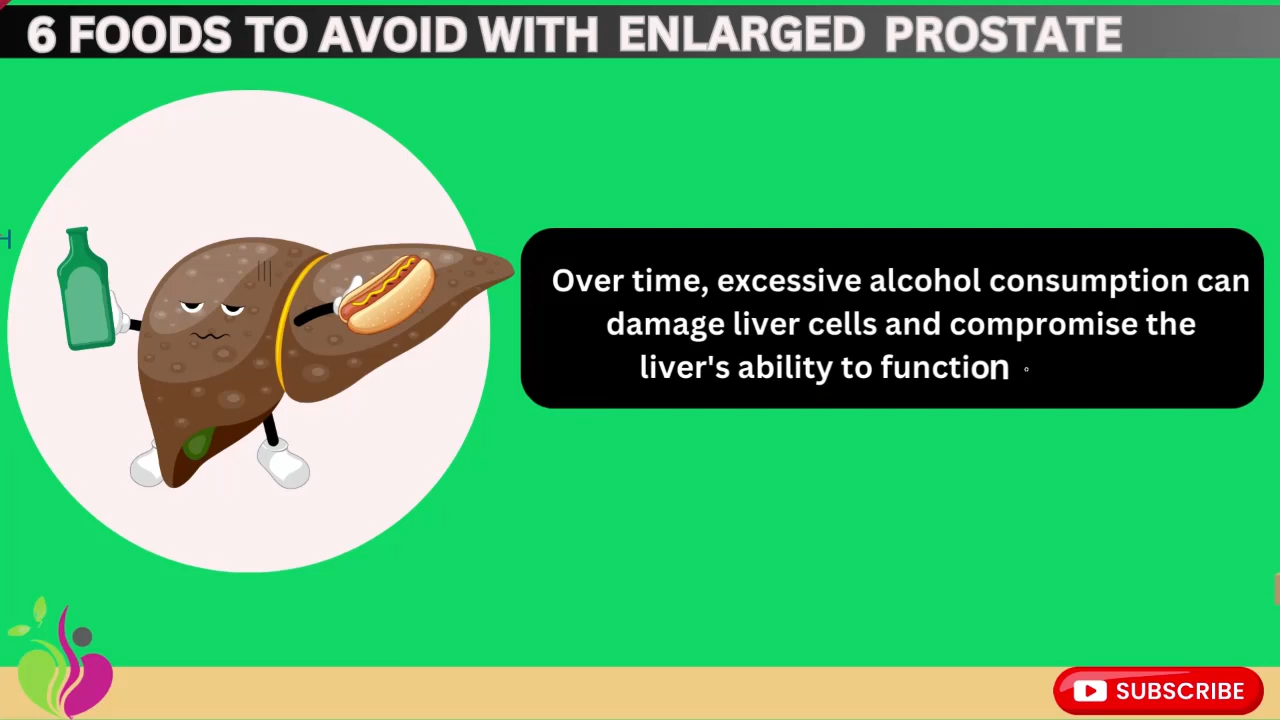 6 FOODS TO AVOID WITH ENLARGED PROSTATE
H
Over time, excessive alcohol consumption can
damage liver cells and compromise the
liver's ability to function
SUBSCRIBE